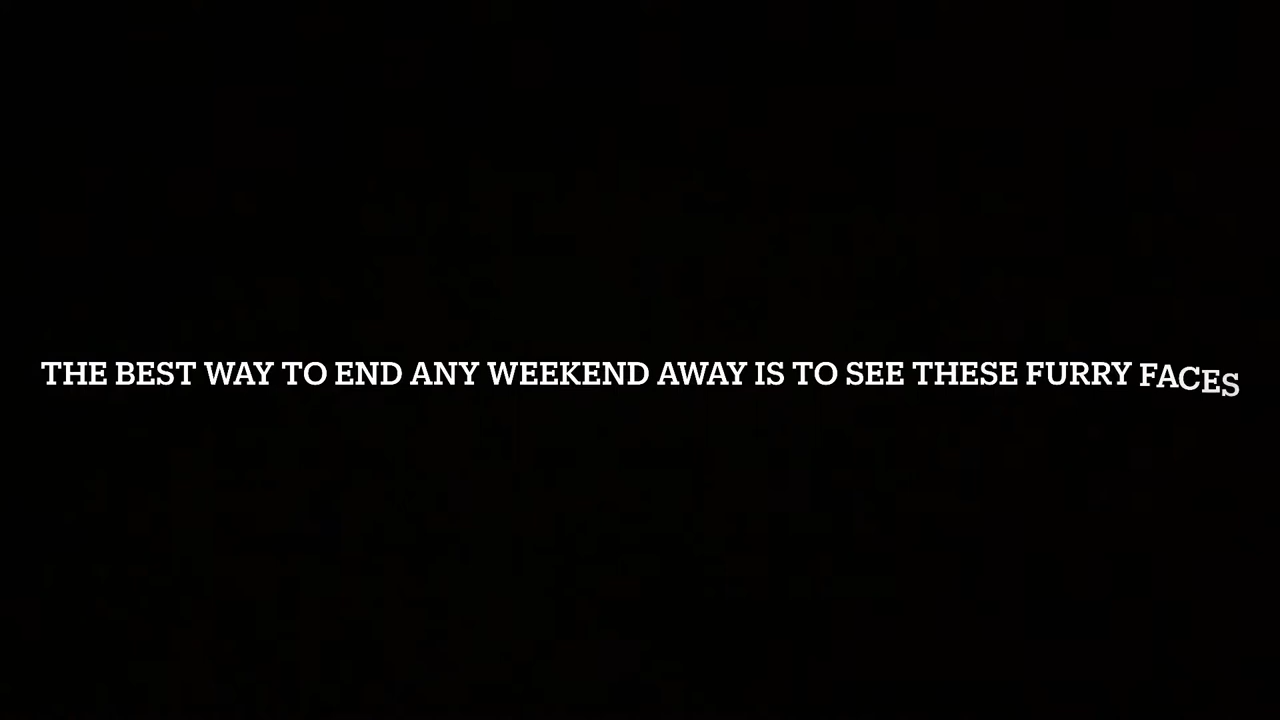 THE BEST WAY TO END ANY WEEKEND AWAY IS TO SEE THESE FURRY FACES